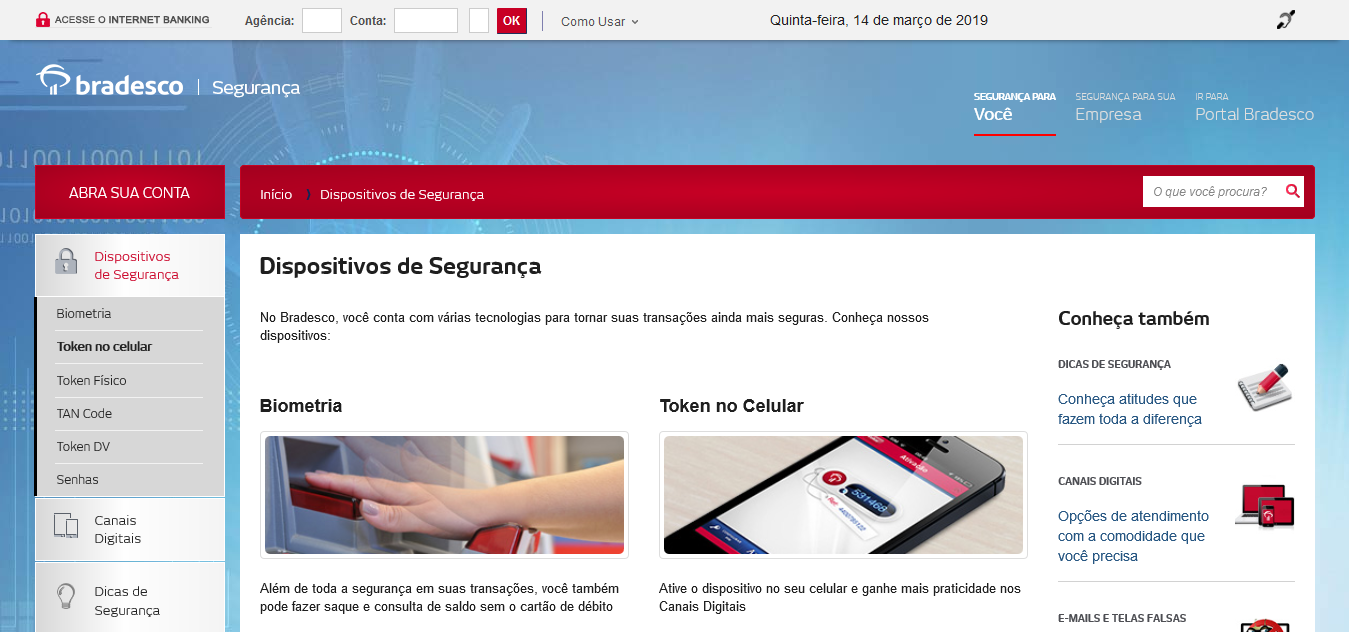 ACESSE O INTERNET BANKING
Agência:
Conta:
OK
Como Usar
Quinta-feira, 14 de março de 2019
bradesco
Segurança
SEGURANÇA PARA
Você
SEGURANÇA PARA SUA
Empresa
IR PARA
Portal Bradesco
ABRA SUA CONTA
Início
Dispositivos de Segurança
O que você procura?
Dispositivos
de Segurança
Biometria
Token no celular
Token Físico
TAN Code
Token DV
Senhas
Canais
Digitais
Dicas de
Segurança
Dispositivos de Segurança
No Bradesco, você conta com várias tecnologias para tornar suas transações ainda mais seguras. Conheça nossos
dispositivos:
Biometria
Além de toda a segurança em suas transações, você também
pode fazer saque e consulta de saldo sem o cartão de débito
Token no Celular
Ativação
531468
Ative o dispositivo no seu celular e ganhe mais praticidade nos
Canais Digitais
Conheça também
DICAS DE SEGURANÇA
Conheça atitudes que
fazem toda a diferença
CANAIS DIGITAIS
Opções de atendimento
com a comodidade que
você precisa
E-MAILS E TELAS FALSAS